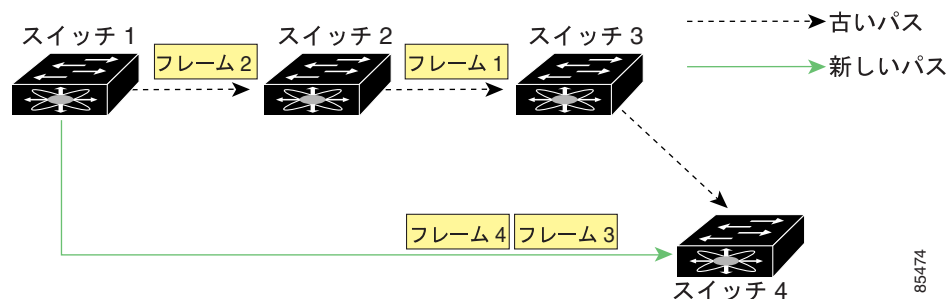 スイッチ 1
スイッチ 2
スイッチ 3
古いパス
フレーム 2
フレーム 1
新しいパス
フレーム 4
フレーム 3
スイッチ 4
85474